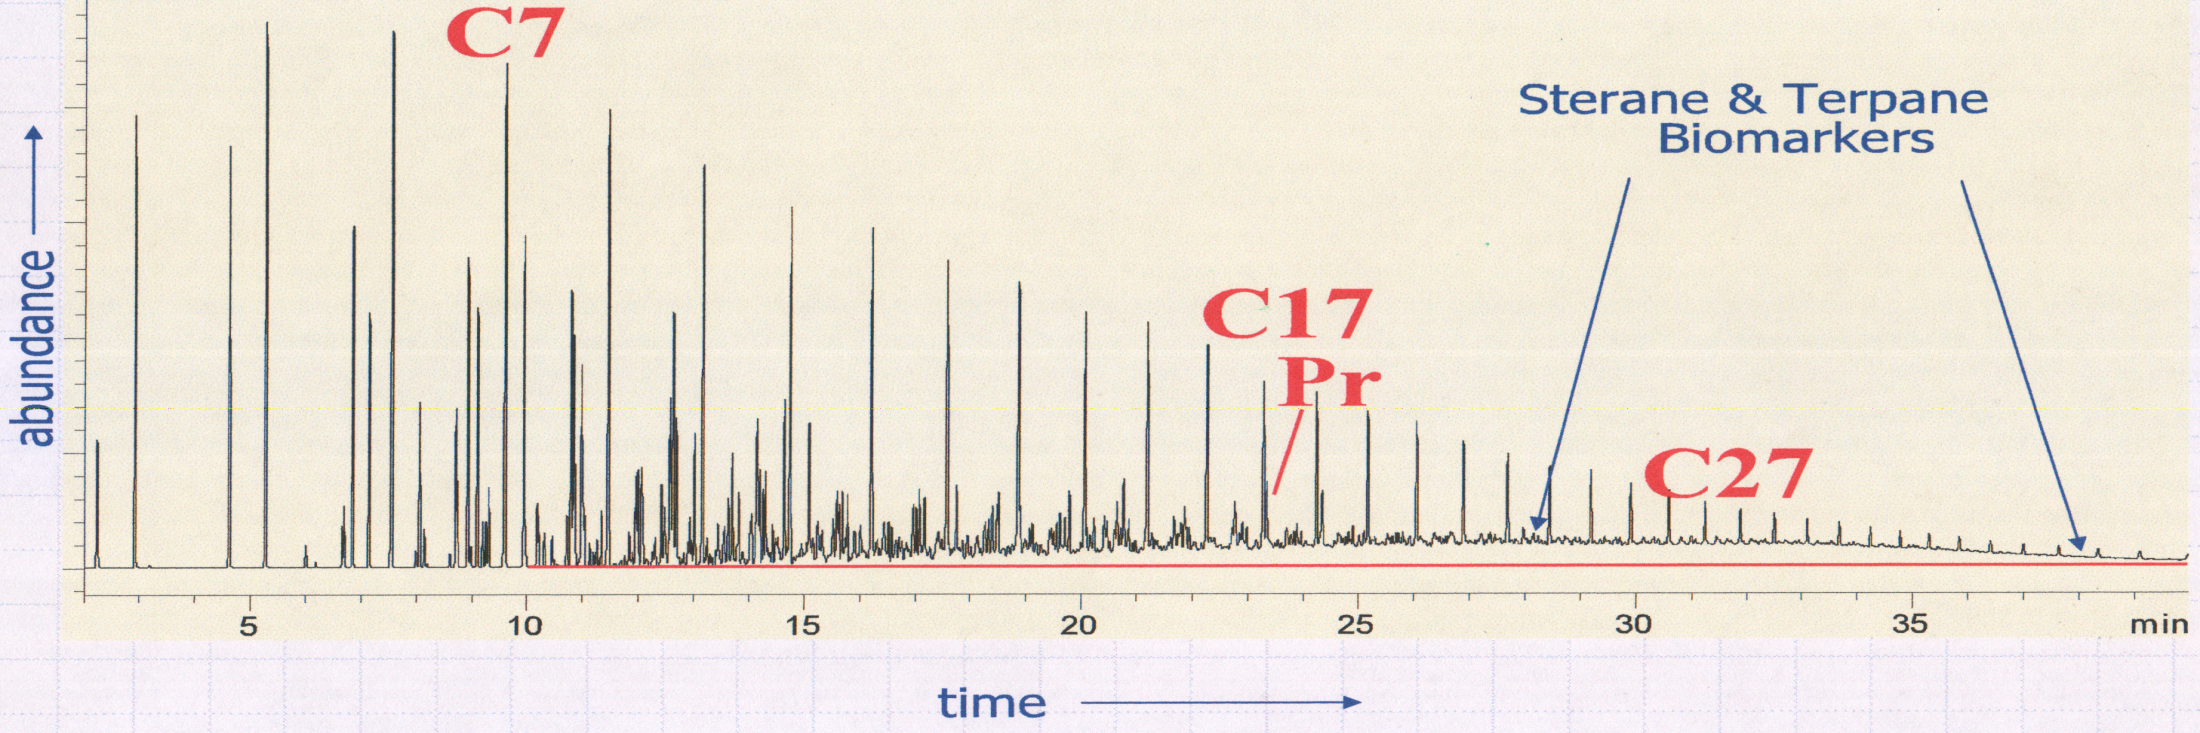 C7
Sterane & Terpane
Biomarkers
abundance
C17
Pr
C27
5 10 15 20 25 30 35 min
time